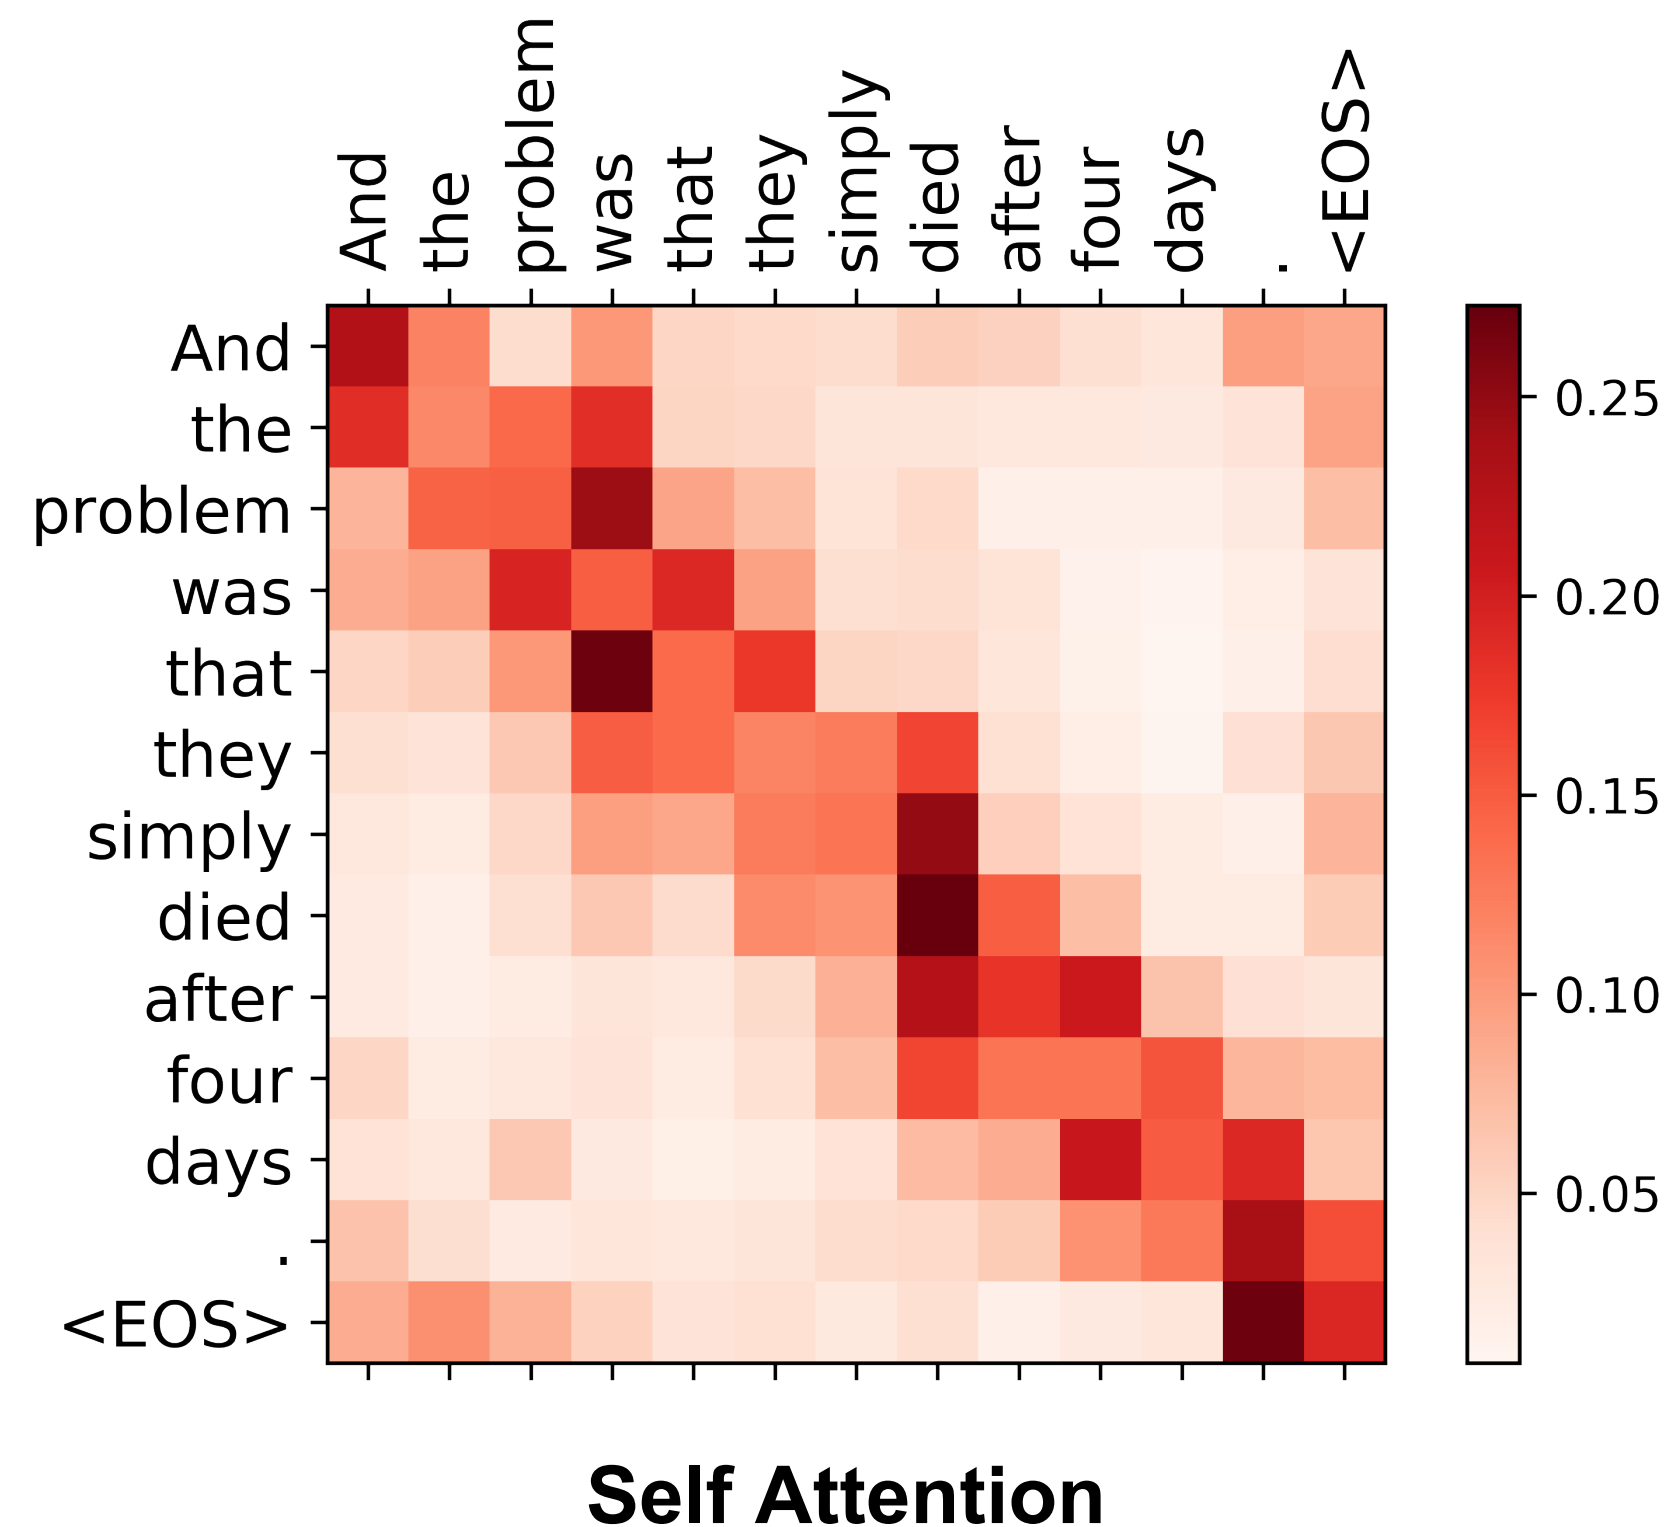 And the problem was that they simply died after four days . <EOS>
And
the
problem
was
that
they
simply
died
after
four
days
.
<EOS>
0.25
0.20
0.15
0.10
0.05
Self Attention